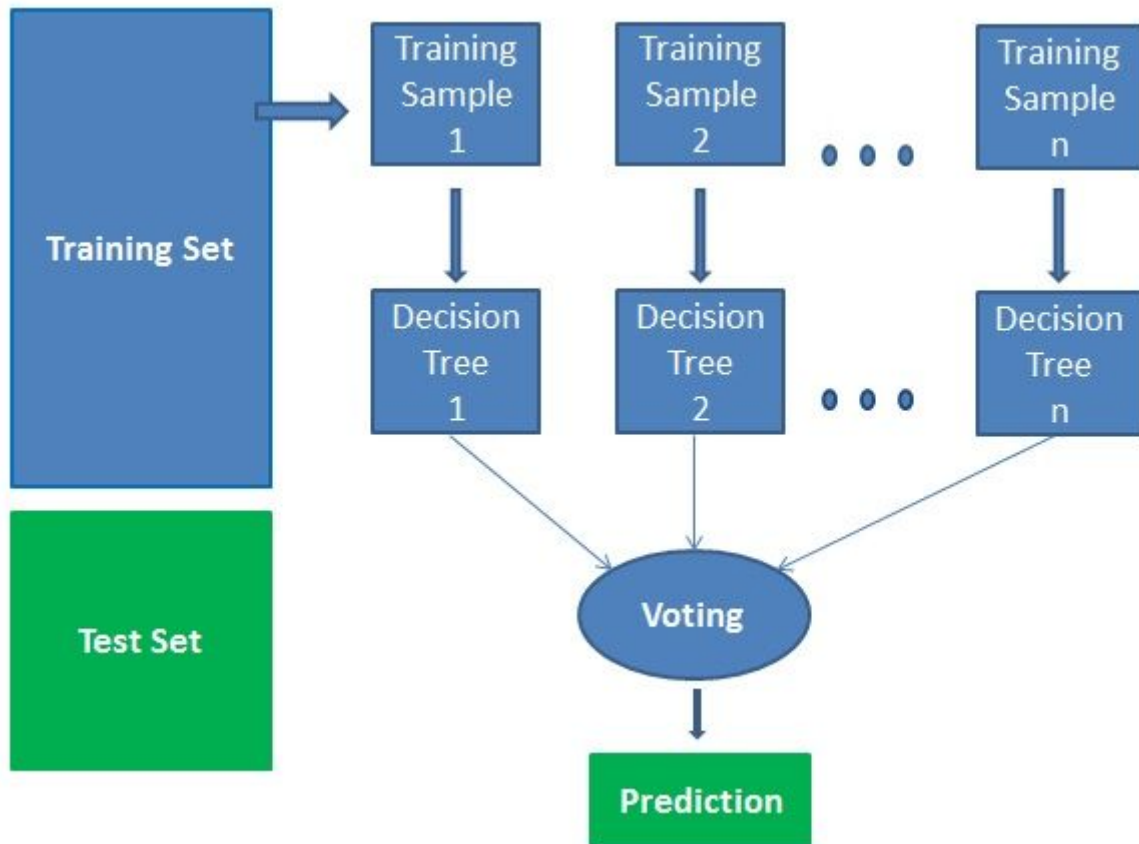 Training Set
Training
Sample
1
Training
Sample
2
Training
Sample
n
Decision
Tree
1
Decision
Tree
2
Decision
Tree
n
Test Set
Voting
Prediction